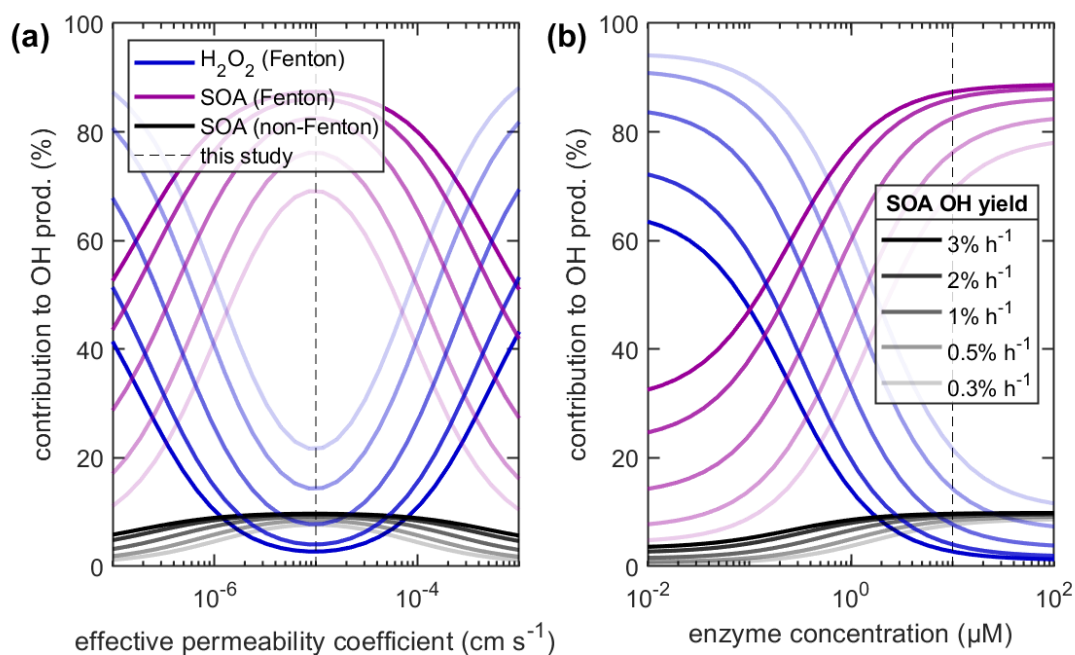 (a)
100
80
60
40
20
0
contribution to OH prod. (%)
H₂O₂ (Fenton)
SOA (Fenton)
SOA (non-Fenton)
this study
10⁻⁶
10⁻⁴
effective permeability coefficient (cm s⁻¹)
(b)
100
80
60
40
20
0
contribution to OH prod. (%)
SOA OH yield
3% h⁻¹
2% h⁻¹
1% h⁻¹
0.5% h⁻¹
0.3% h⁻¹
10⁻²
10⁰
10²
enzyme concentration (µM)